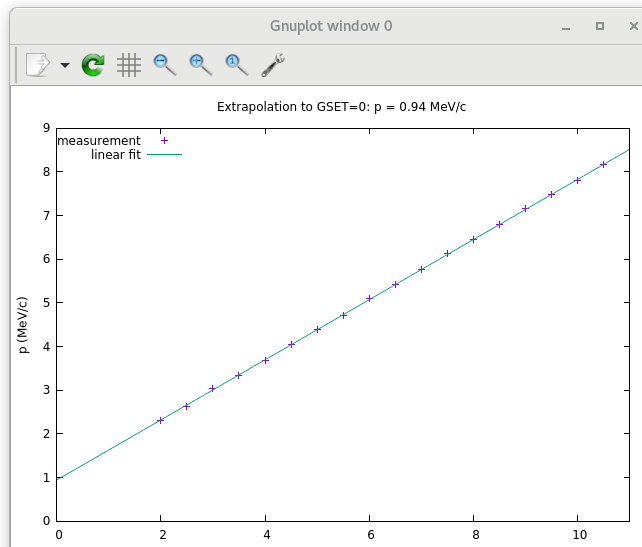 Gnuplot window 0
Extrapolation to GSET=0: p = 0.94 MeV/c
measurement
linear fit
p (MeV/c)
9
8
7
6
5
4
3
2
1
0
0 2 4 6 8 10